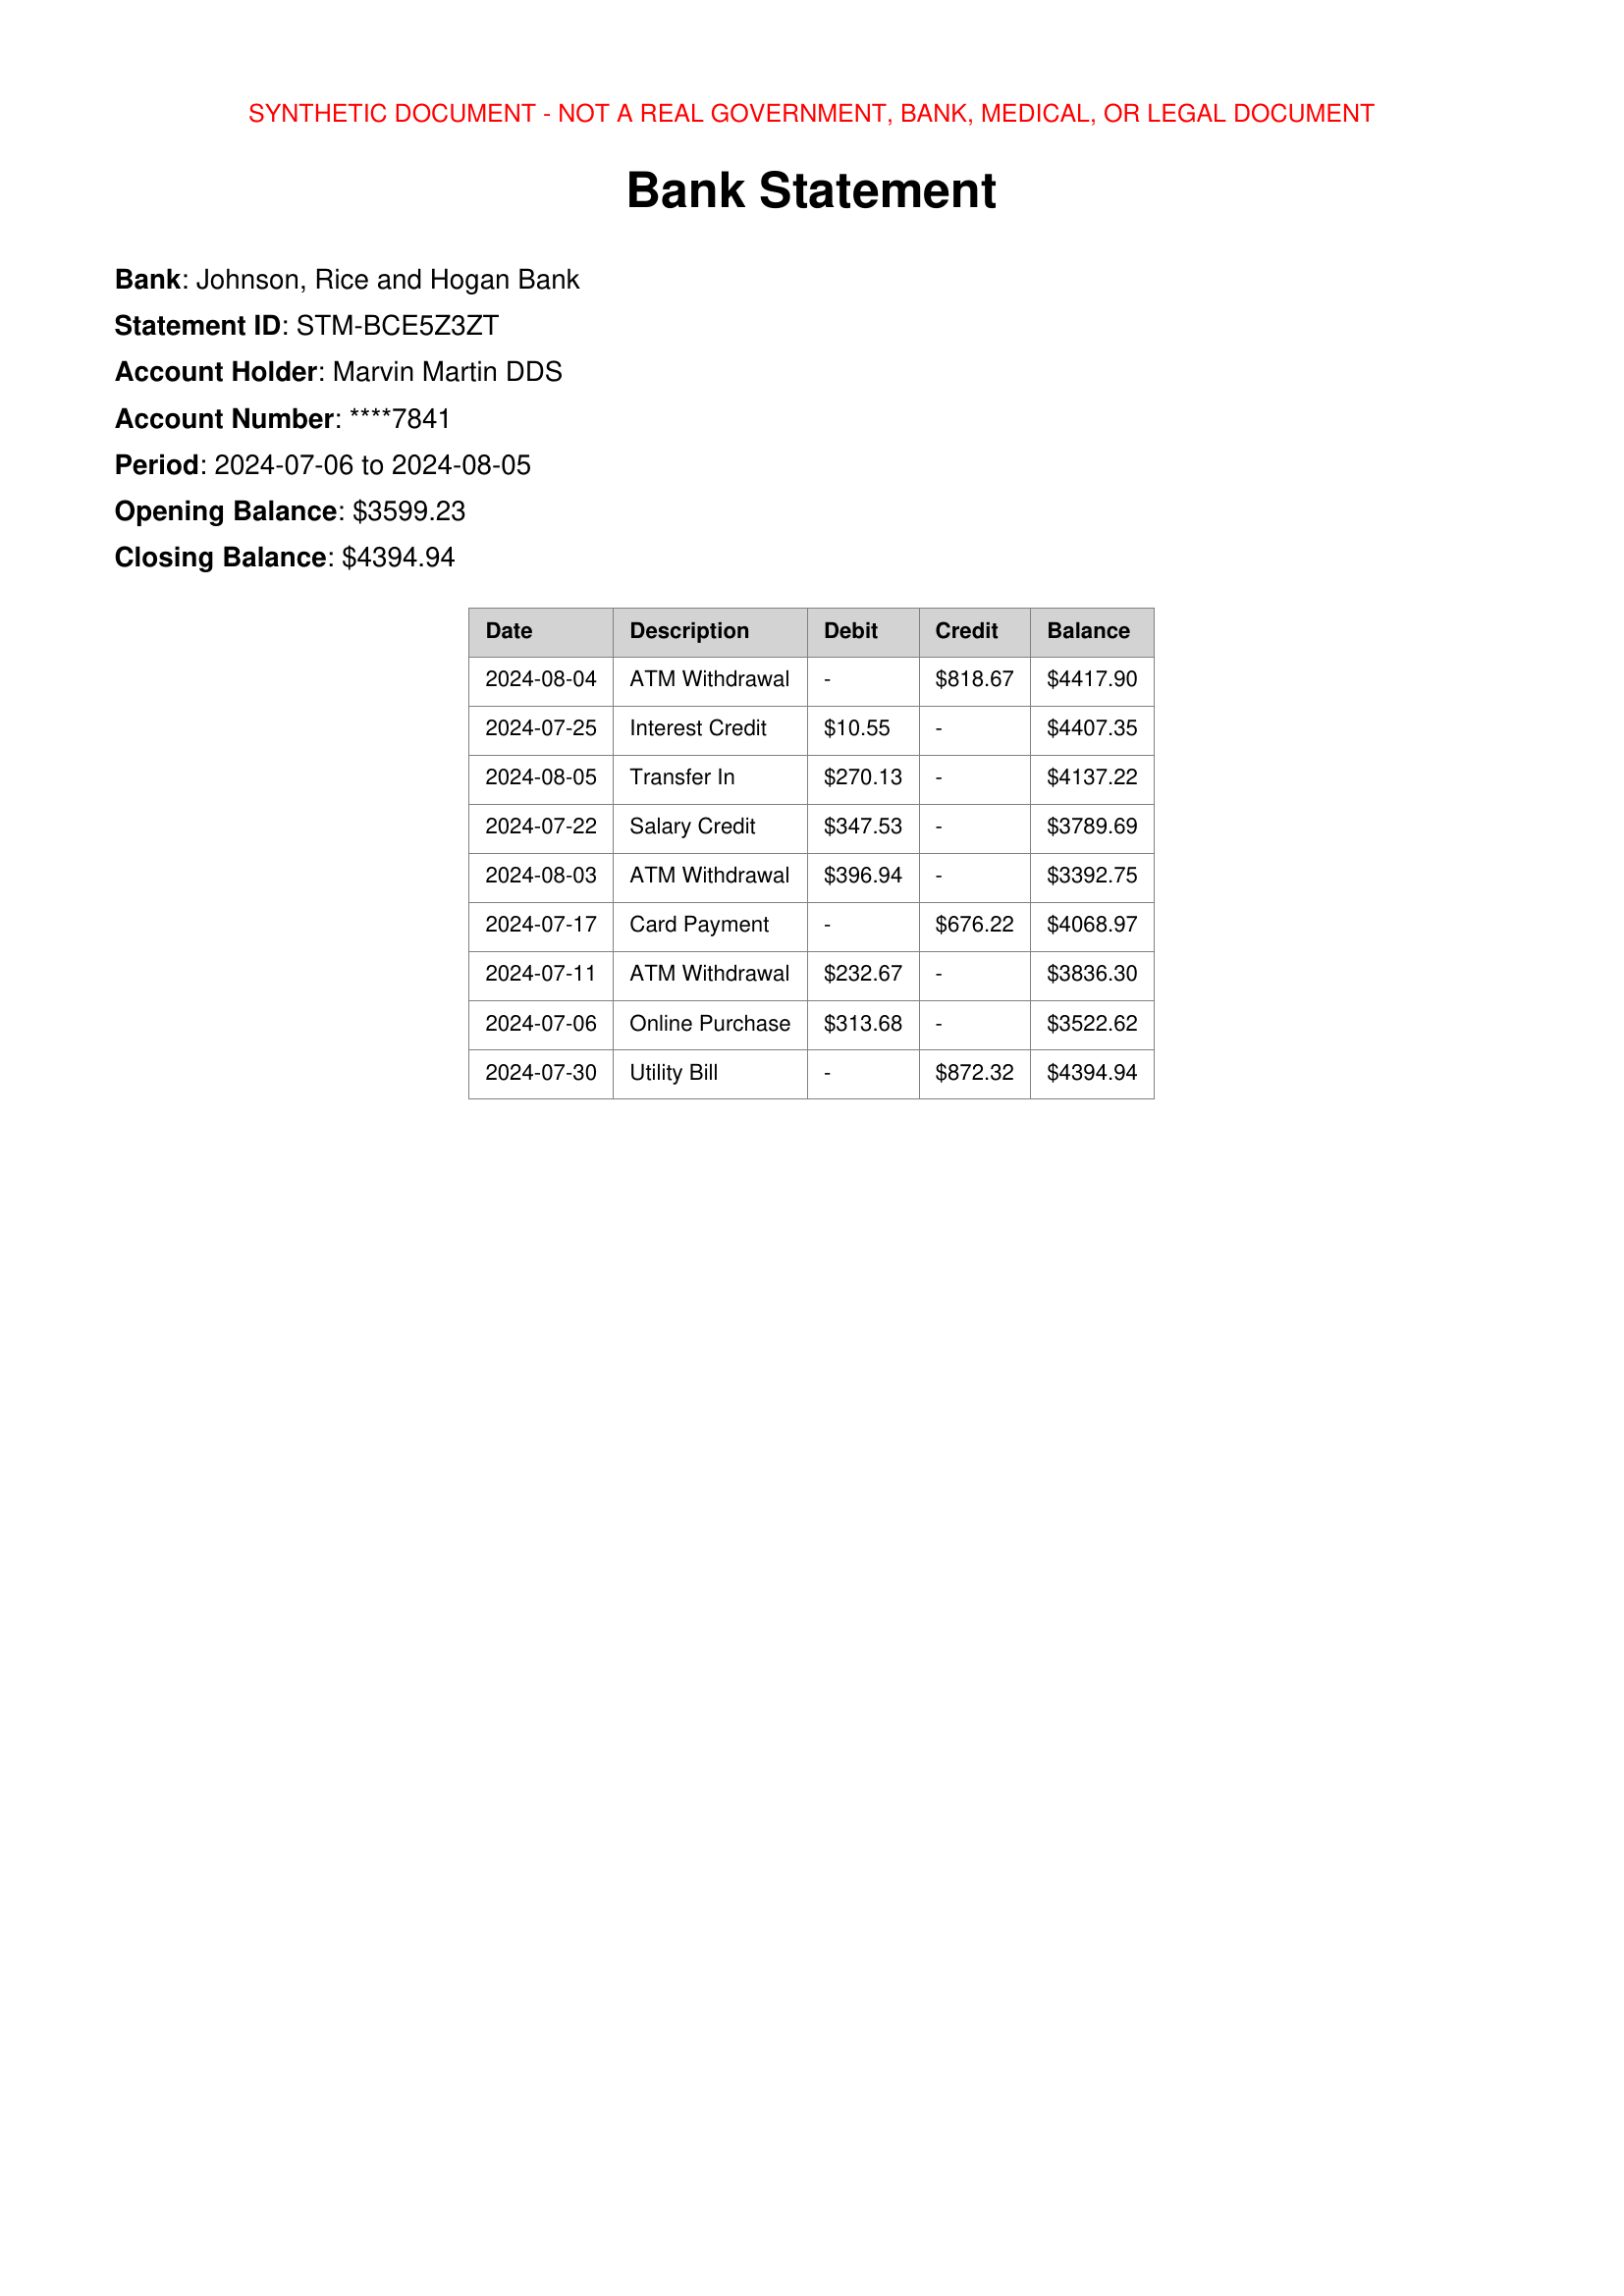 SYNTHETIC DOCUMENT - NOT A REAL GOVERNMENT, BANK, MEDICAL, OR LEGAL DOCUMENT
Bank Statement
Bank: Johnson, Rice and Hogan Bank
Statement ID: STM-BCE5Z3ZT
Account Holder: Marvin Martin DDS
Account Number: ****7841
Period: 2024-07-06 to 2024-08-05
Opening Balance: $3599.23
Closing Balance: $4394.94
Date Description Debit Credit Balance
2024-08-04 ATM Withdrawal - $818.67 $4417.90
2024-07-25 Interest Credit $10.55 - $4407.35
2024-08-05 Transfer In $270.13 - $4137.22
2024-07-22 Salary Credit $347.53 - $3789.69
2024-08-03 ATM Withdrawal $396.94 - $3392.75
2024-07-17 Card Payment - $676.22 $4068.97
2024-07-11 ATM Withdrawal $232.67 - $3836.30
2024-07-06 Online Purchase $313.68 - $3522.62
2024-07-30 Utility Bill - $872.32 $4394.94